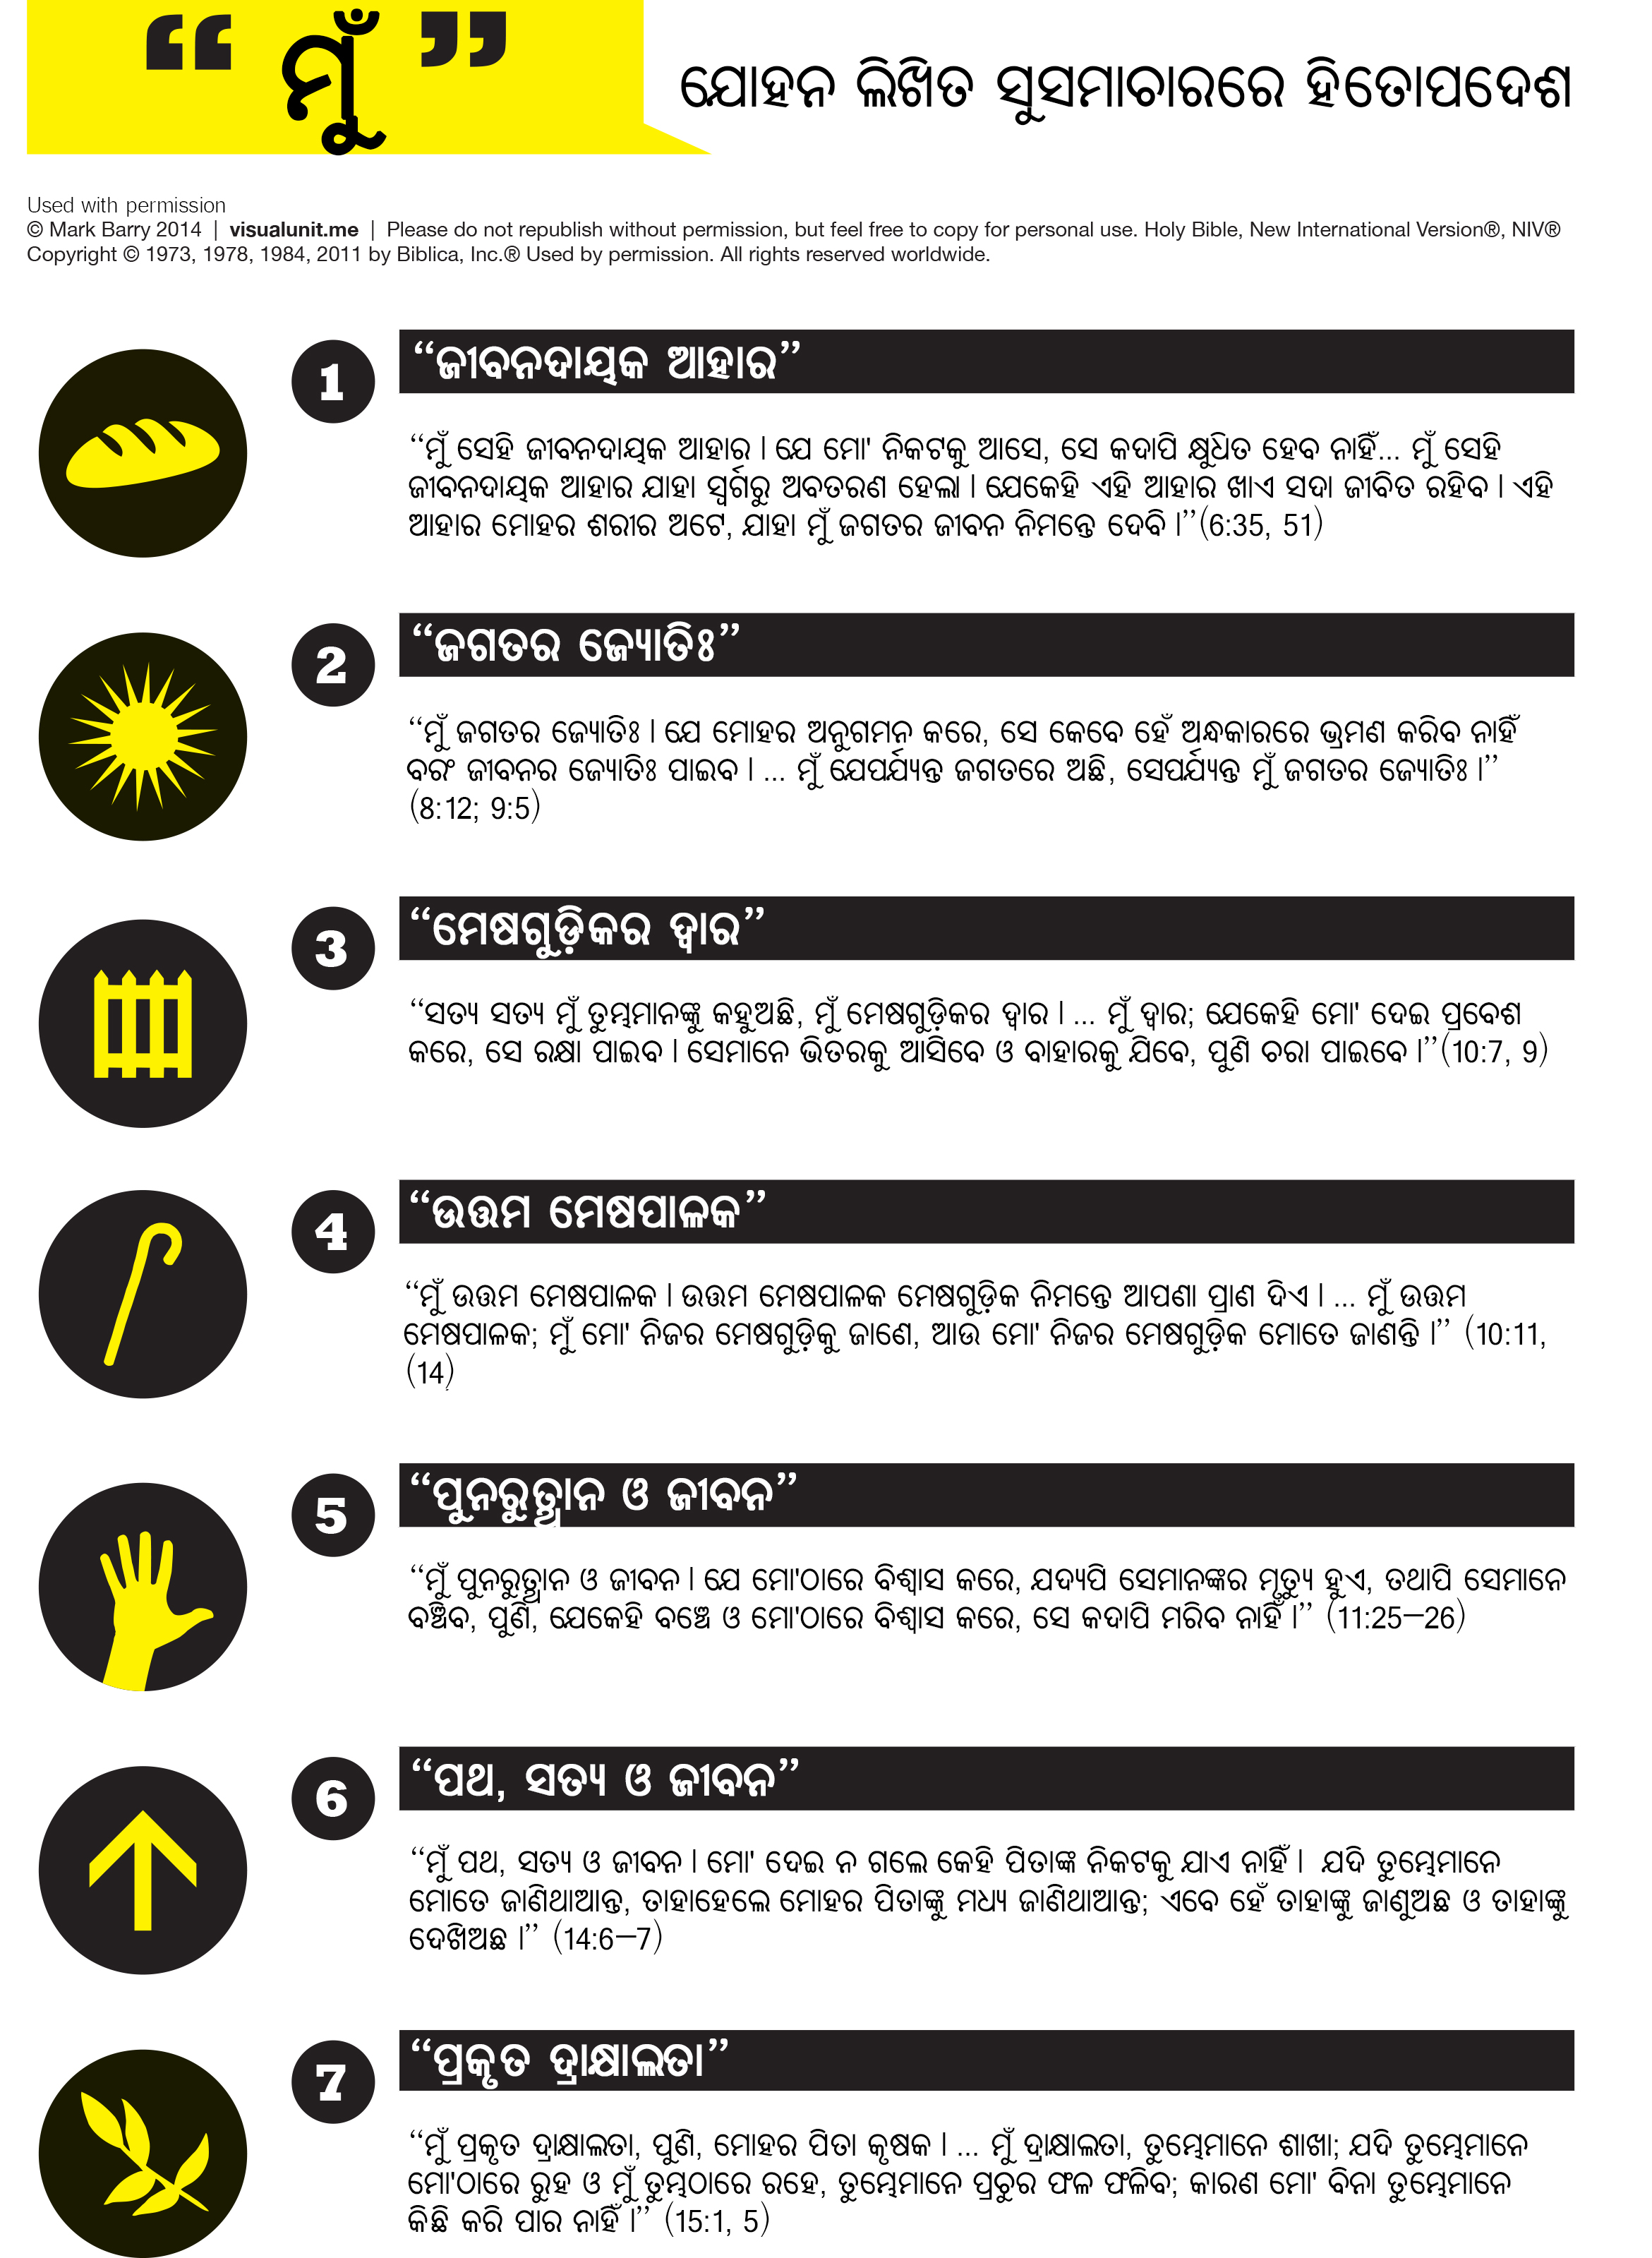 “ ମୁଁ ”
ଯୋହନ ଲିଖିତ ସୁସମାଚାରରେ ହିତୋପଦେଶ
Used with permission
© Mark Barry 2014 | visualunit.me | Please do not republish without permission, but feel free to copy for personal use. Holy Bible, New International Version®, NIV®
Copyright © 1973, 1978, 1984, 2011 by Biblica, Inc.® Used by permission. All rights reserved worldwide.
1
“ଜୀବନଦାୟକ ଆହାର”
“ମୁଁ ସେହି ଜୀବନଦାୟକ ଆହାର । ଯେ ମୋ' ନିକଟକୁ ଆସେ, ସେ କଦାପି କ୍ଷୁଧିତ ହେବ ନାହିଁ... ମୁଁ ସେହି
ଜୀବନଦାୟକ ଆହାର ଯାହା ସ୍ୱର୍ଗରୁ ଅବତରଣ ହେଲା । ଯେକେହି ଏହି ଆହାର ଖାଏ ସଦା ଜୀବିତ ରହିବ । ଏହି
ଆହାର ମୋହର ଶରୀର ଅଟେ, ଯାହା ମୁଁ ଜଗତର ଜୀବନ ନିମନ୍ତେ ଦେବି ।”(6:35, 51)
2
“ଜଗତର ଜ୍ୟୋତିଃ”
“ମୁଁ ଜଗତର ଜ୍ୟୋତିଃ । ଯେ ମୋହର ଅନୁଗମନ କରେ, ସେ କେବେ ହେଁ ଅନ୍ଧକାରରେ ଭ୍ରମଣ କରିବ ନାହିଁ
ବରଂ ଜୀବନର ଜ୍ୟୋତିଃ ପାଇବ । ... ମୁଁ ଯେପର୍ଯ୍ୟନ୍ତ ଜଗତରେ ଅଛି, ସେପର୍ଯ୍ୟନ୍ତ ମୁଁ ଜଗତର ଜ୍ୟୋତିଃ ।”
(8:12; 9:5)
3
“ମେଷଗୁଡ଼ିକର ଦ୍ୱାର”
“ସତ୍ୟ ସତ୍ୟ ମୁଁ ତୁମ୍ଭମାନଙ୍କୁ କହୁଅଛି, ମୁଁ ମେଷଗୁଡ଼ିକର ଦ୍ୱାର । ... ମୁଁ ଦ୍ୱାର; ଯେକେହି ମୋ' ଦେଇ ପ୍ରବେଶ
କରେ, ସେ ରକ୍ଷା ପାଇବ । ସେମାନେ ଭିତରକୁ ଆସିବେ ଓ ବାହାରକୁ ଯିବେ, ପୁଣି ଚରା ପାଇବେ ।”(10:7, 9)
4
“ଉତ୍ତମ ମେଷପାଳକ”
“ମୁଁ ଉତ୍ତମ ମେଷପାଳକ । ଉତ୍ତମ ମେଷପାଳକ ମେଷଗୁଡ଼ିକ ନିମନ୍ତେ ଆପଣା ପ୍ରାଣ ଦିଏ । ... ମୁଁ ଉତ୍ତମ
ମେଷପାଳକ; ମୁଁ ମୋ' ନିଜର ମେଷଗୁଡ଼ିକୁ ଜାଣେ, ଆଉ ମୋ' ନିଜର ମେଷଗୁଡ଼ିକ ମୋତେ ଜାଣନ୍ତି ।” (10:11,
(14)
5
“ପୁନରୁତ୍ଥାନ ଓ ଜୀବନ”
“ମୁଁ ପୁନରୁତ୍ଥାନ ଓ ଜୀବନ । ଯେ ମୋ'ଠାରେ ବିଶ୍ୱାସ କରେ, ଯଦ୍ୟପି ସେମାନଙ୍କର ମୃତ୍ୟୁ ହୁଏ, ତଥାପି ସେମାନେ
ବଞ୍ଚିବ, ପୁଣି, ଯେକେହି ବଞ୍ଚେ ଓ ମୋ'ଠାରେ ବିଶ୍ୱାସ କରେ, ସେ କଦାପି ମରିବ ନାହିଁ ।” (11:25–26)
6
“ପଥ, ସତ୍ୟ ଓ ଜୀବନ”
“ମୁଁ ପଥ, ସତ୍ୟ ଓ ଜୀବନ । ମୋ' ଦେଇ ନ ଗଲେ କେହି ପିତାଙ୍କ ନିକଟକୁ ଯାଏ ନାହିଁ । ଯଦି ତୁମ୍ଭେମାନେ
ମୋତେ ଜାଣିଥାଆନ୍ତ, ତାହାହେଲେ ମୋହର ପିତାଙ୍କୁ ମଧ୍ୟ ଜାଣିଥାଆନ୍ତ; ଏବେ ହେଁ ତାହାଙ୍କୁ ଜାଣୁଅଛ ଓ ତାହାଙ୍କୁ
ଦେଖିଅଛ ।” (14:6–7)
7
“ପ୍ରକୃତ ଦ୍ରାକ୍ଷାଲତା”
“ମୁଁ ପ୍ରକୃତ ଦ୍ରାକ୍ଷାଲତା, ପୁଣି, ମୋହର ପିତା କୃଷକ । ... ମୁଁ ଦ୍ରାକ୍ଷାଲତା, ତୁମ୍ଭେମାନେ ଶାଖା; ଯଦି ତୁମ୍ଭେମାନେ
ମୋ'ଠାରେ ରୁହ ଓ ମୁଁ ତୁମ୍ଭଠାରେ ରହେ, ତୁମ୍ଭେମାନେ ପ୍ରଚୁର ଫଳ ଫଳିବ; କାରଣ ମୋ' ବିନା ତୁମ୍ଭେମାନେ
କିଛି କରି ପାର ନାହିଁ ।” (15:1, 5)